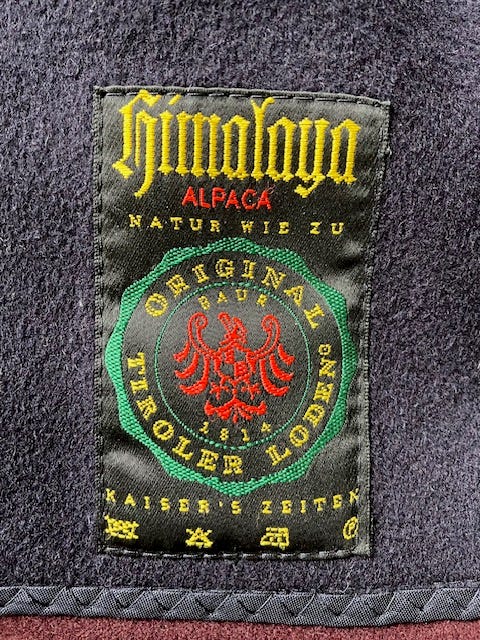 Himalaya
ALPACA
NATUR WIE ZU
ORIGINAL
BAUR
1814
TIROLER LODEN®
KAISER'S ZEITEN
P